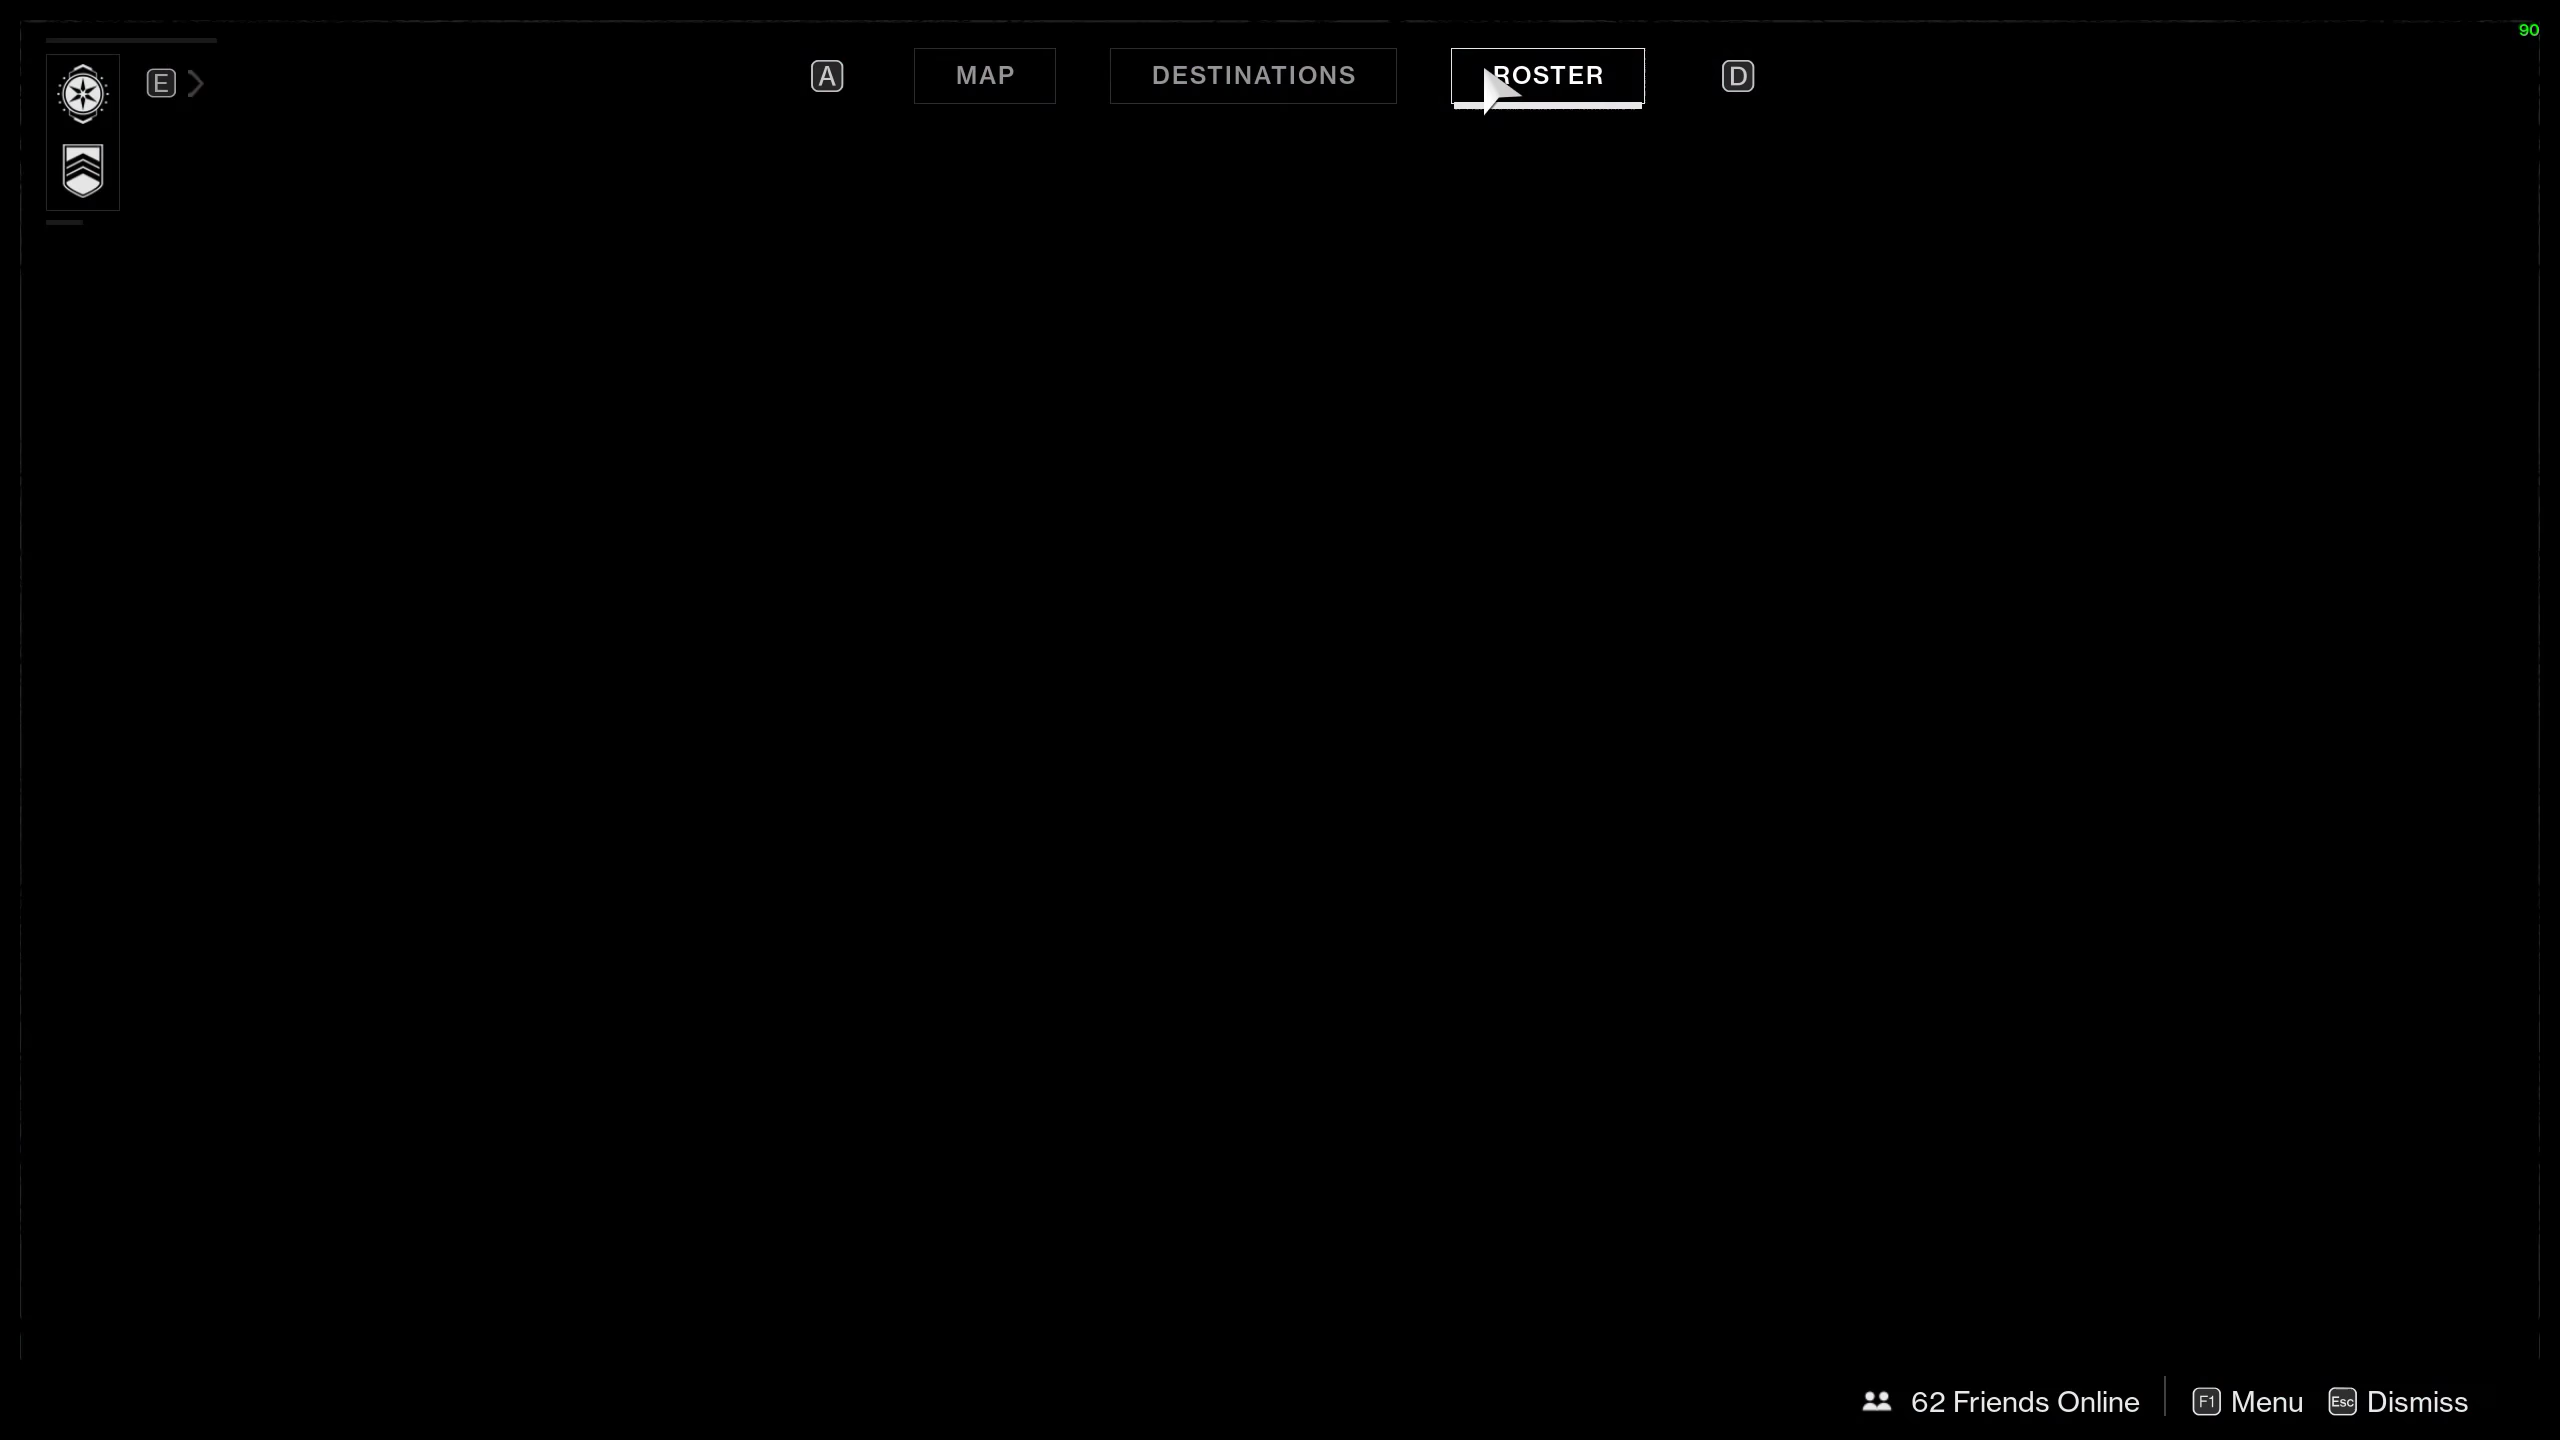 90
E
A
MAP
DESTINATIONS
ROSTER
D
62 Friends Online
F1 Menu
Esc Dismiss